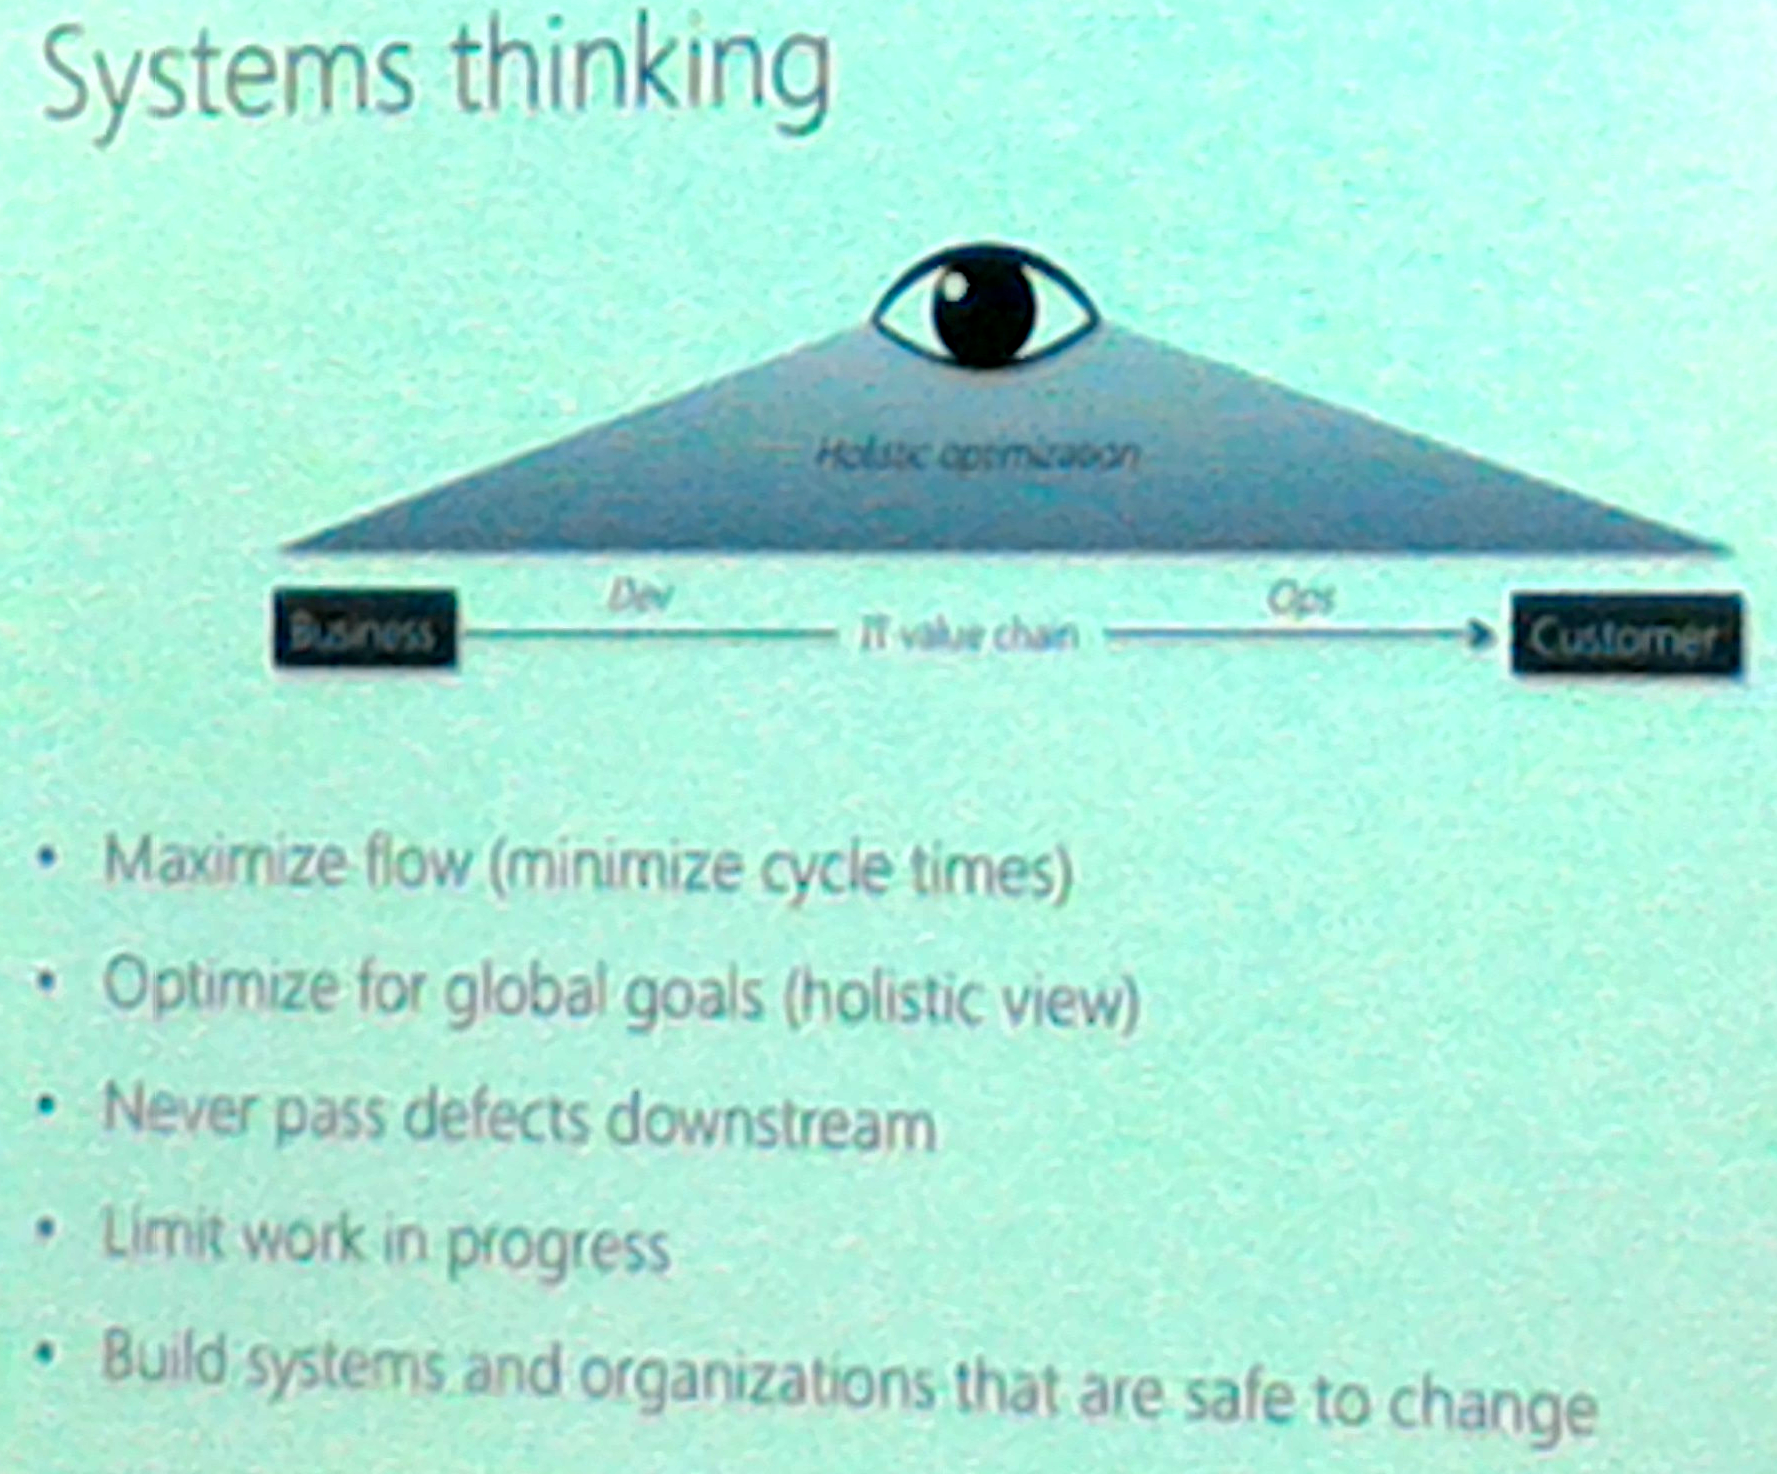 Systems thinking
Holistic optimization
Dev
Ops
Business
IT value chain
Customer
• Maximize flow (minimize cycle times)
• Optimize for global goals (holistic view)
• Never pass defects downstream
• Limit work in progress
• Build systems and organizations that are safe to change